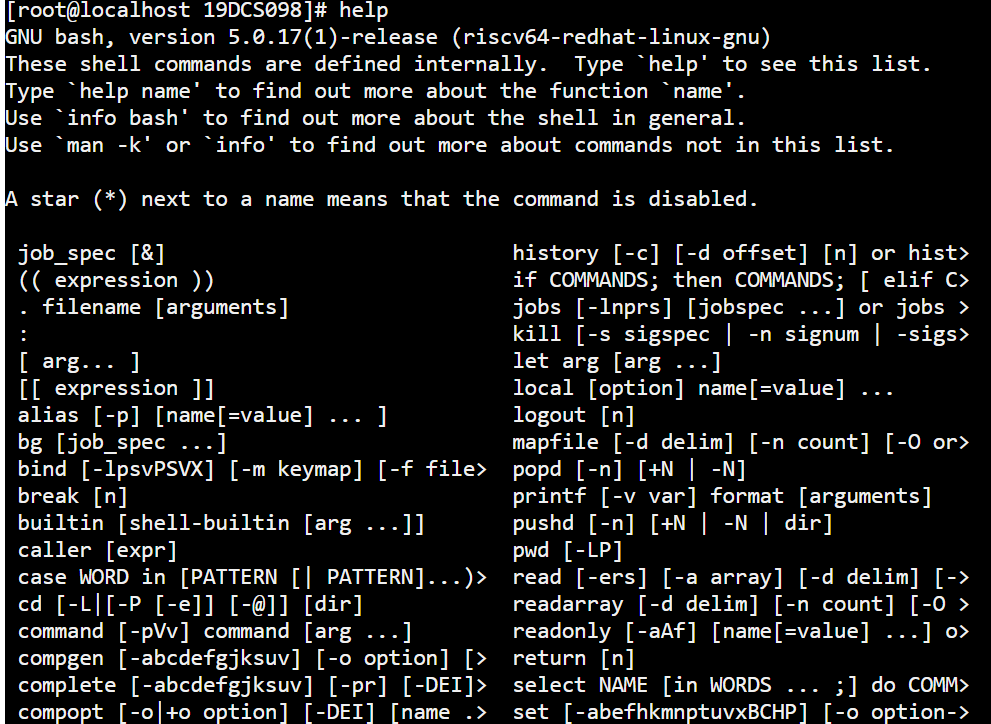 [root@localhost 19DCS098]# help
GNU bash, version 5.0.17(1)-release (riscv64-redhat-linux-gnu)
These shell commands are defined internally.  Type `help' to see this list.
Type `help name' to find out more about the function `name'.
Use `info bash' to find out more about the shell in general.
Use `man -k' or `info' to find out more about commands not in this list.

A star (*) next to a name means that the command is disabled.

 job_spec [&]                            history [-c] [-d offset] [n] or hist>
 (( expression ))                        if COMMANDS; then COMMANDS; [ elif C>
 . filename [arguments]                  jobs [-lnprs] [jobspec ...] or jobs >
 :                                       kill [-s sigspec | -n signum | -sigs>
 [ arg... ]                              let arg [arg ...]
 [[ expression ]]                        local [option] name[=value] ...
 alias [-p] [name[=value] ... ]          logout [n]
 bg [job_spec ...]                       mapfile [-d delim] [-n count] [-O or>
 bind [-lpsvPSVX] [-m keymap] [-f file>  popd [-n] [+N | -N]
 break [n]                               printf [-v var] format [arguments]
 builtin [shell-builtin [arg ...]]       pushd [-n] [+N | -N | dir]
 caller [expr]                           pwd [-LP]
 case WORD in [PATTERN [| PATTERN]...)>  read [-ers] [-a array] [-d delim] [->
 cd [-L|[-P [-e]] [-@]] [dir]            readarray [-d delim] [-n count] [-O >
 command [-pVv] command [arg ...]        readonly [-aAf] [name[=value] ...] o>
 compgen [-abcdefgjksuv] [-o option] [>  return [n]
 complete [-abcdefgjksuv] [-pr] [-DEI]>  select NAME [in WORDS ... ;] do COMM>
 compopt [-o|+o option] [-DEI] [name .>  set [-abefhkmnptuvxBCHP] [-o option->